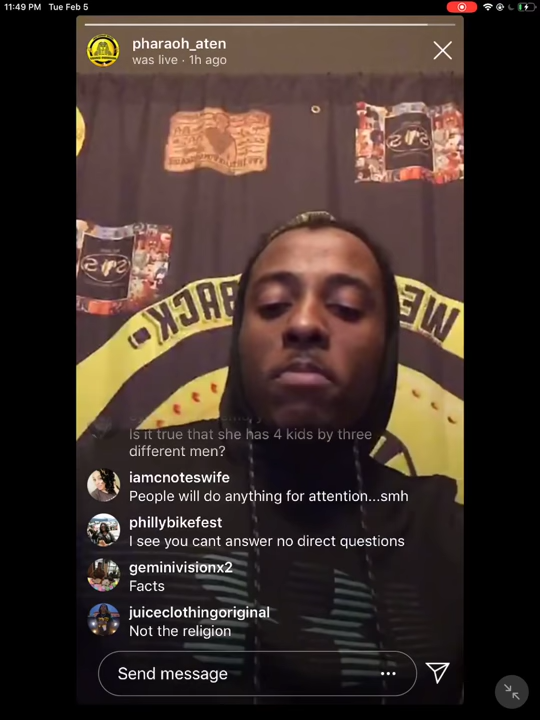 11:49 PM Tue Feb 5
pharaoh_aten
was live · 1h ago
WE
BACK
Is it true that she has 4 kids by three
different men?
iamcnoteswife
People will do anything for attention...smh
phillybikefest
I see you cant answer no direct questions
geminivisionx2
Facts
juiceclothingoriginal
Not the religion
Send message